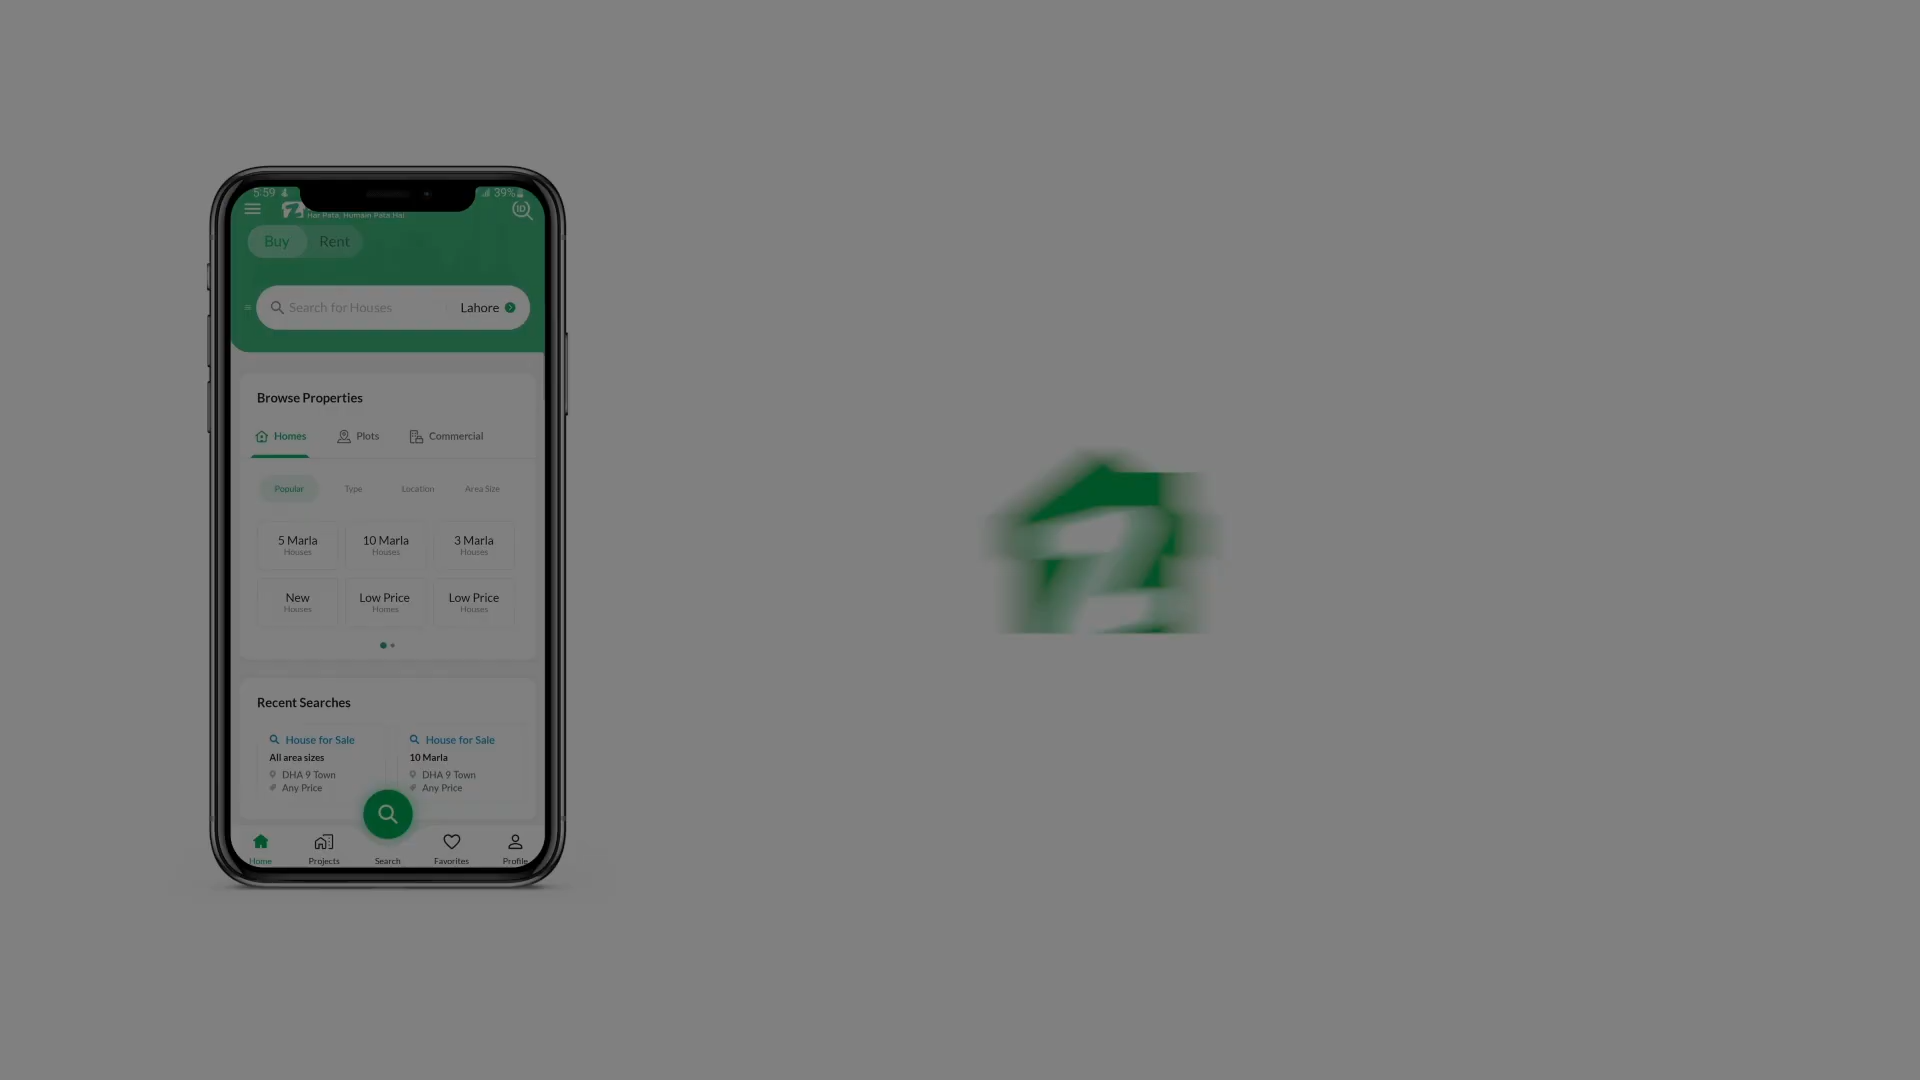 5:59 39%
Har Pata, Humain Pata Hai
ID
Buy Rent
Search for Houses Lahore
Browse Properties
Homes Plots Commercial
Popular Type Location Area Size
5 Marla 10 Marla 3 Marla
Houses Houses Houses
New Low Price Low Price
Houses Homes Houses
Recent Searches
House for Sale House for Sale
All area sizes 10 Marla
DHA 9 Town DHA 9 Town
Any Price Any Price
Home Projects Search Favorites Profile